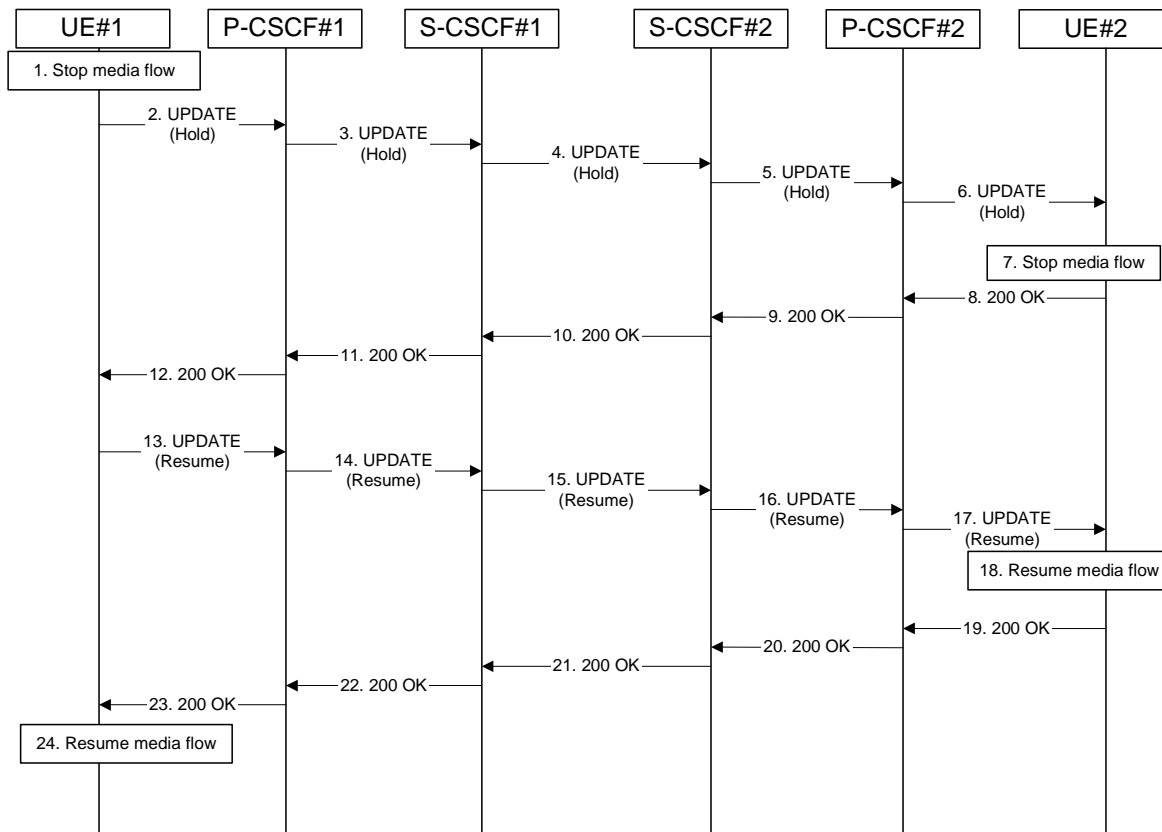 UE#1
P-CSCF#1
S-CSCF#1
S-CSCF#2
P-CSCF#2
UE#2
1. Stop media flow
2. UPDATE
(Hold)
3. UPDATE
(Hold)
4. UPDATE
(Hold)
5. UPDATE
(Hold)
6. UPDATE
(Hold)
7. Stop media flow
8. 200 OK
9. 200 OK
10. 200 OK
11. 200 OK
12. 200 OK
13. UPDATE
(Resume)
14. UPDATE
(Resume)
15. UPDATE
(Resume)
16. UPDATE
(Resume)
17. UPDATE
(Resume)
18. Resume media flow
19. 200 OK
20. 200 OK
21. 200 OK
22. 200 OK
23. 200 OK
24. Resume media flow